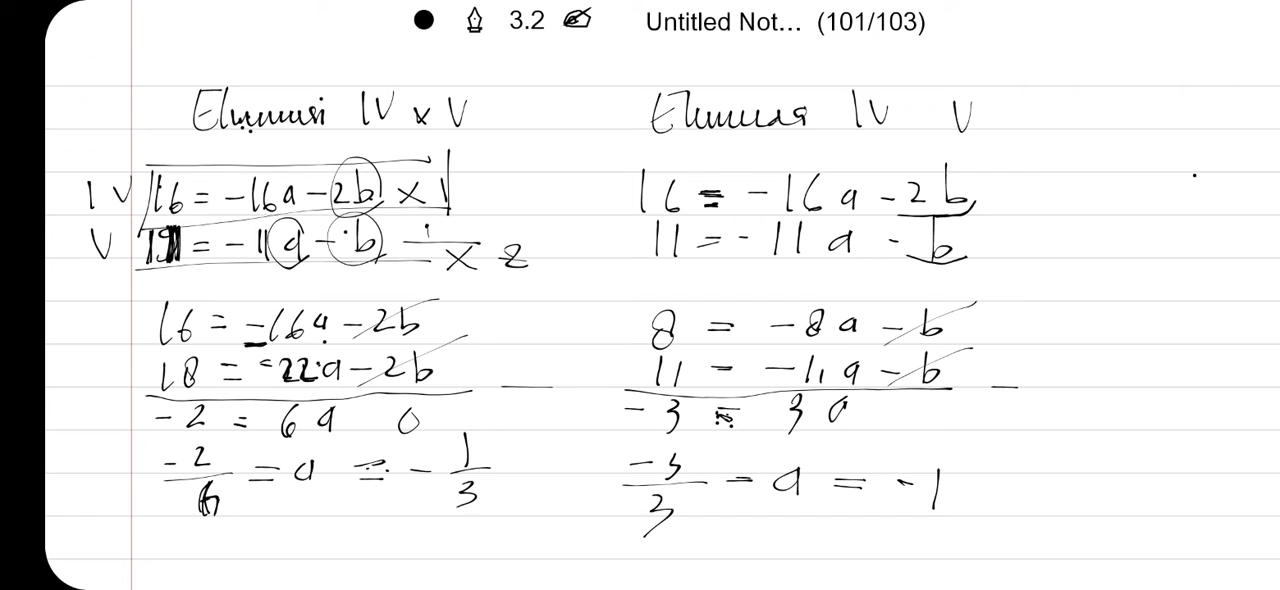 3.2 Untitled Not... (101/103)
IV x V
IV 16 = -16a - 2b x 1
V = -11a - b x 2
16 = -16a - 2b
18 = -22a - 2b
-2 = 6a 0
-2/6 = a = -1/3
IV V
16 = -16a - 2b
11 = -11a - b
8 = -8a - b
11 = -11a - b
-3 = 3a
-3/3 = a = -1